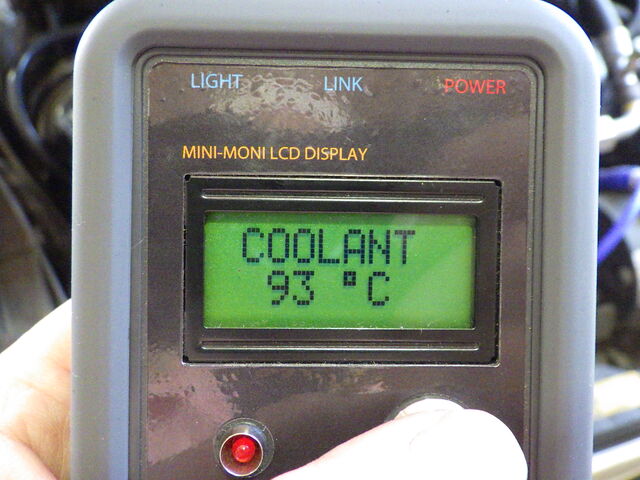 LIGHT LINK POWER
MINI-MONI LCD DISPLAY
COOLANT
93 °C